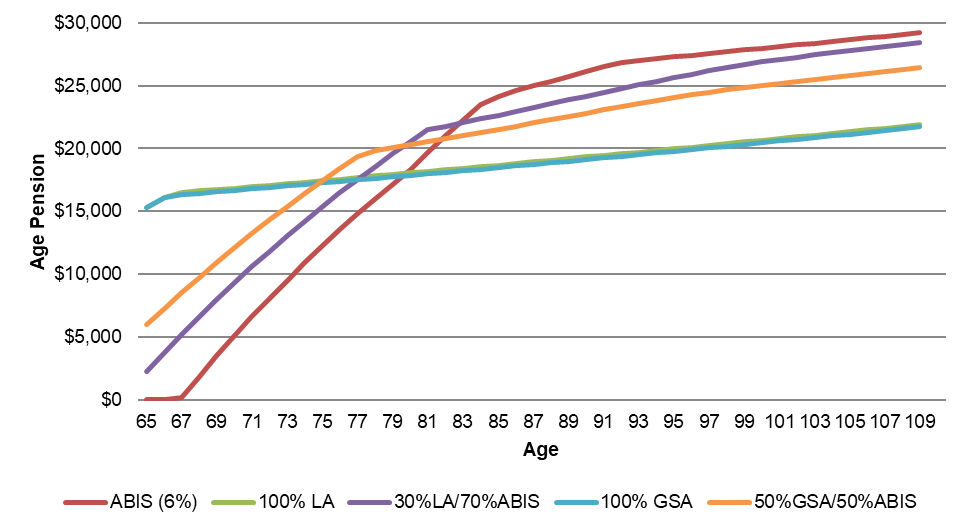 $30,000
$25,000
$20,000
$15,000
$10,000
$5,000
$0
Age Pension
65 67 69 71 73 75 77 79 81 83 85 87 89 91 93 95 97 99 101 103 105 107 109
Age
ABIS (6%) 100% LA 30%LA/70%ABIS 100% GSA 50%GSA/50%ABIS